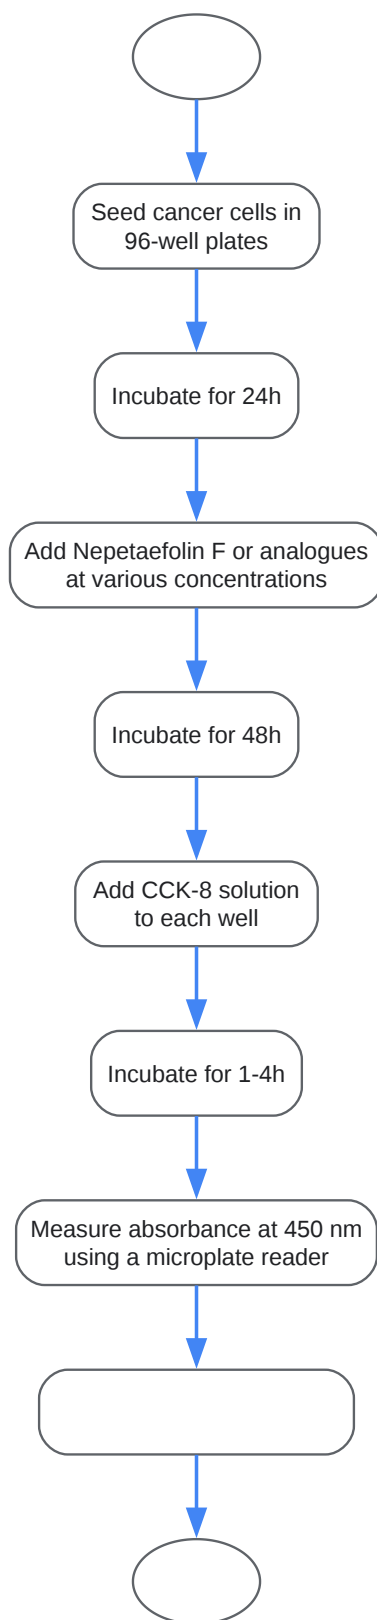 Seed cancer cells in
96-well plates
Incubate for 24h
Add Nepetaefolin F or analogues
at various concentrations
Incubate for 48h
Add CCK-8 solution
to each well
Incubate for 1-4h
Measure absorbance at 450 nm
using a microplate reader